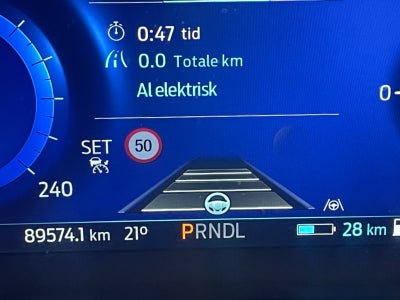 0:47 tid
0.0 Totale km
Al elektrisk
0
SET 50
240
89574.1 km 21° PRNDL 28 km